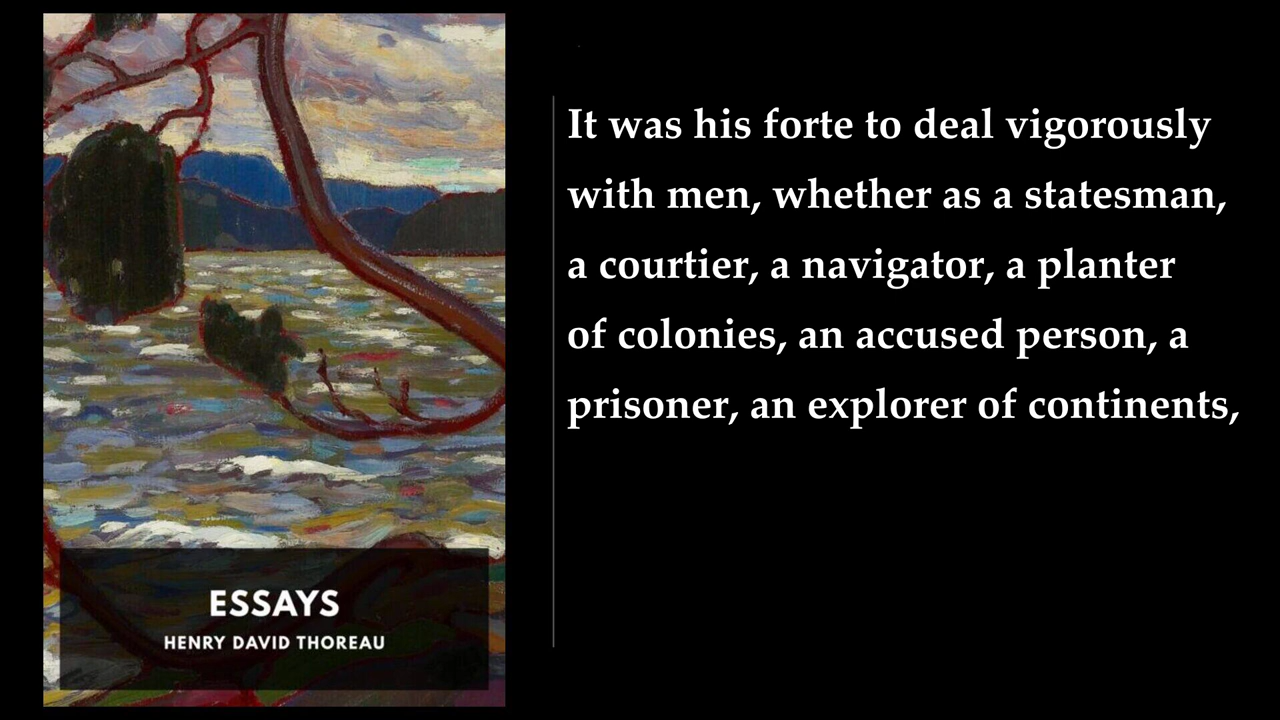 ESSAYS
HENRY DAVID THOREAU
It was his forte to deal vigorously
with men, whether as a statesman,
a courtier, a navigator, a planter
of colonies, an accused person, a
prisoner, an explorer of continents,